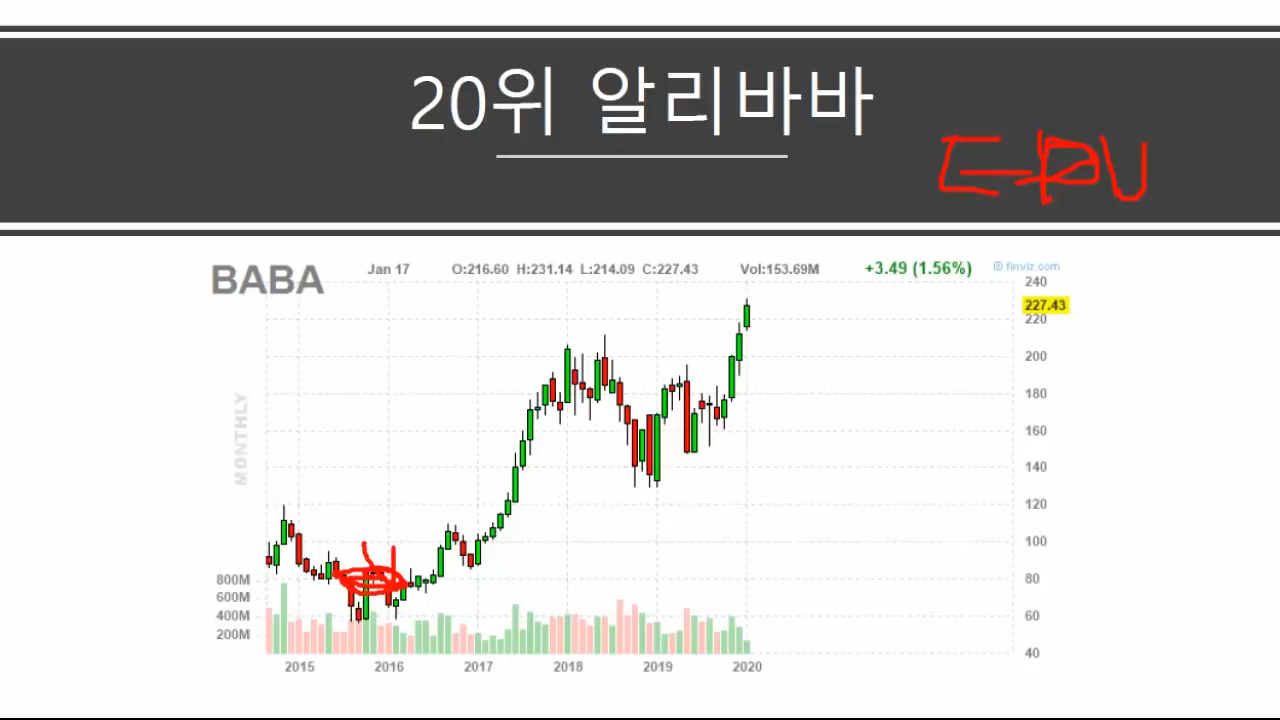 20위 알리바바
BABA Jan 17 O:216.60 H:231.14 L:214.09 C:227.43 Vol:153.69M +3.49 (1.56%) © finviz.com
240
227.43
220
200
180
160
140
120
100
80
60
40
MONTHLY
800M
600M
400M
200M
2015 2016 2017 2018 2019 2020